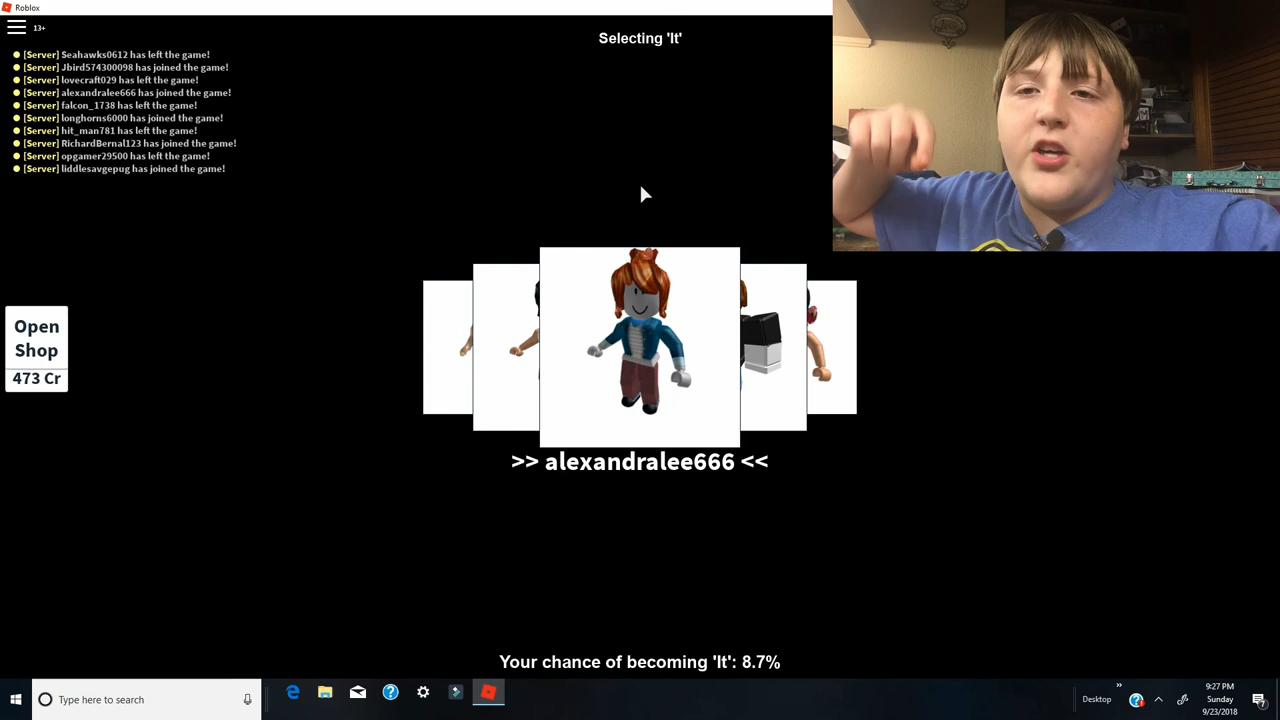 Roblox
13+
Selecting 'It'
[Server] Seahawks0612 has left the game!
[Server] Jbird574300098 has joined the game!
[Server] lovecraft029 has left the game!
[Server] alexandralee666 has joined the game!
[Server] falcon_1738 has left the game!
[Server] longhorns6000 has joined the game!
[Server] hit_man781 has left the game!
[Server] RichardBernal123 has joined the game!
[Server] opgamer29500 has left the game!
[Server] liddlesavgepug has joined the game!
Open
Shop
473 Cr
>> alexandralee666 <<
Your chance of becoming 'It': 8.7%
Type here to search
Desktop
9:27 PM
Sunday
9/23/2018
7